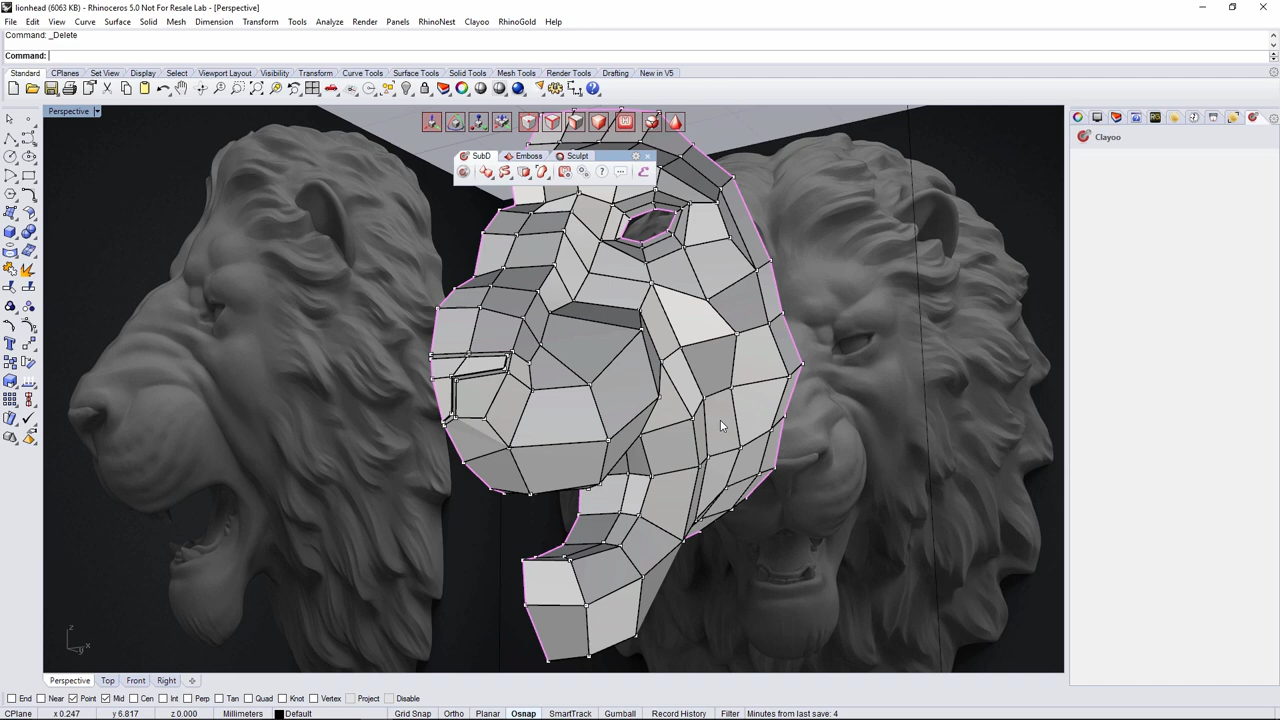 lionhead (6063 KB) - Rhinoceros 5.0 Not For Resale Lab - [Perspective]
File Edit View Curve Surface Solid Mesh Dimension Transform Tools Analyze Render Panels RhinoNest Clayoo RhinoGold Help
Command: _Delete
Command:
Standard CPlanes Set View Display Select Viewport Layout Visibility Transform Curve Tools Surface Tools Solid Tools Mesh Tools Render Tools Drafting New in V5
Perspective
Clayoo
SubD Emboss Sculpt
z
y x
Perspective Top Front Right
End Near Point Mid Cen Int Perp Tan Quad Knot Vertex Project Disable
CPlane x 0.247 y 6.817 z 0.000 Millimeters Default Grid Snap Ortho Planar Osnap SmartTrack Gumball Record History Filter Minutes from last save: 4